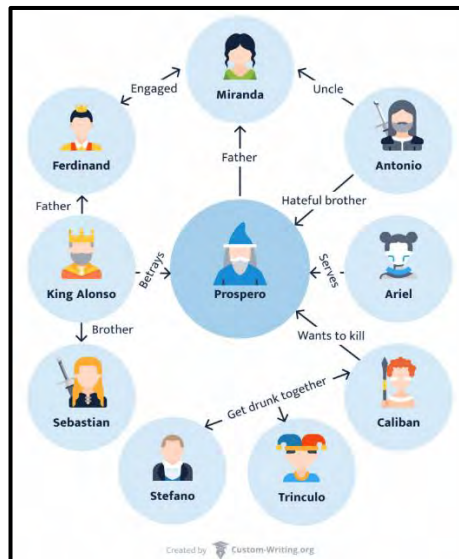 Miranda
Engaged
Uncle
Ferdinand
Antonio
Father
Father
Hateful brother
King Alonso
Betrays
Prospero
Serves
Ariel
Brother
Wants to kill
Sebastian
Get drunk together
Caliban
Stefano
Trinculo
Created by Custom-Writing.org